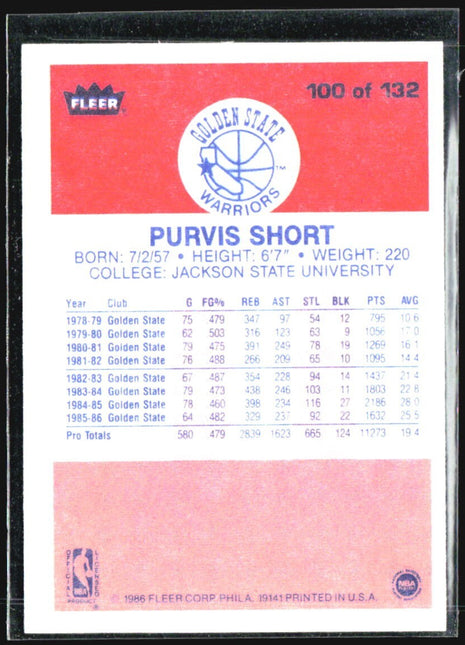 FLEER
100 of 132
GOLDEN STATE
WARRIORS
TM
PURVIS SHORT
BORN: 7/2/57 • HEIGHT: 6'7" • WEIGHT: 220
COLLEGE: JACKSON STATE UNIVERSITY
Year Club G FG% REB AST STL BLK PTS AVG
1978-79 Golden State 75 479 347 97 54 12 795 10.6
1979-80 Golden State 62 503 316 123 63 9 1056 17.0
1980-81 Golden State 79 475 391 249 78 19 1269 16.1
1981-82 Golden State 76 488 266 209 65 10 1095 14.4
1982-83 Golden State 67 487 354 228 94 14 1437 21.4
1983-84 Golden State 79 473 438 246 103 11 1803 22.8
1984-85 Golden State 78 460 398 234 116 27 2186 28.0
1985-86 Golden State 64 482 329 237 92 22 1632 25.5
Pro Totals 580 479 2839 1623 665 124 11273 19.4
OFFICIAL LICENSED
NBA
PRODUCT
NBA
© 1986 FLEER CORP. PHILA. 19141 PRINTED IN U.S.A.